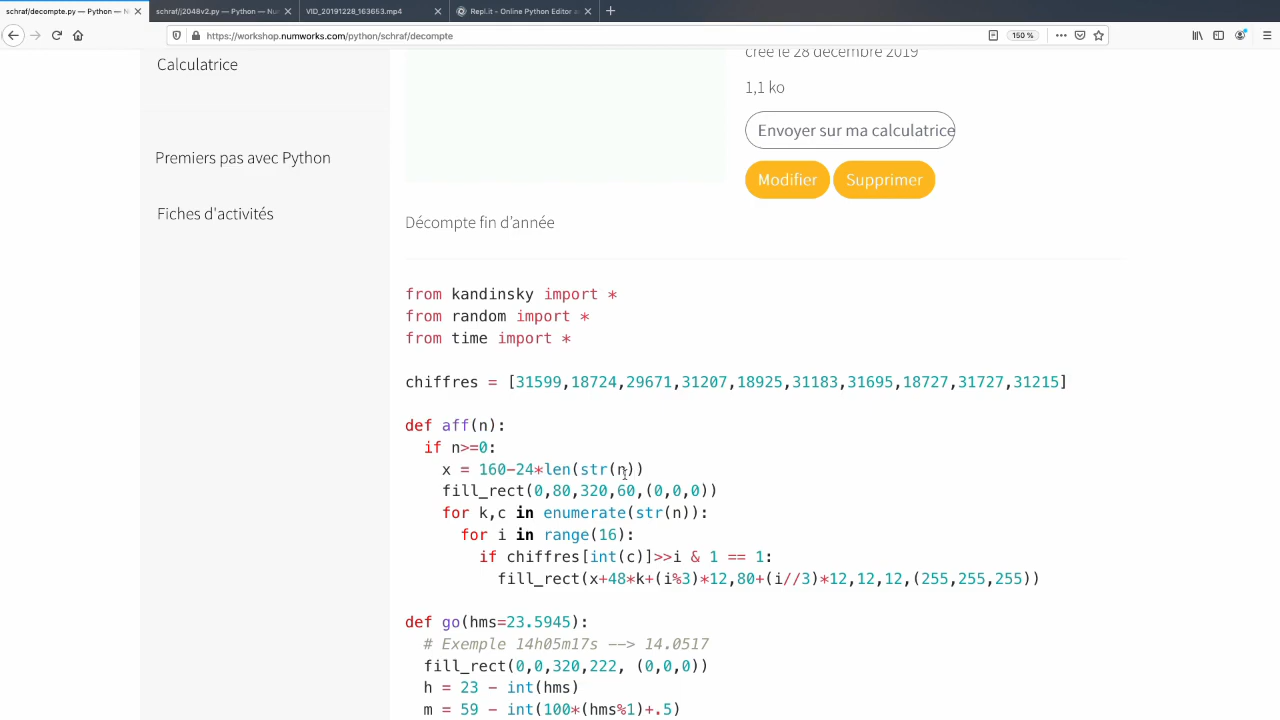 schraf/decompte.py — Python — N
schraf/j2048v2.py — Python — Nu
VID_20191228_163653.mp4
Repl.it - Online Python Editor a
https://workshop.numworks.com/python/schraf/decompte
150 %
Calculatrice
Premiers pas avec Python
Fiches d'activités
créé le 28 décembre 2019
1,1 ko
Envoyer sur ma calculatrice
Modifier Supprimer
Décompte fin d'année
from kandinsky import *
from random import *
from time import *
chiffres = [31599,18724,29671,31207,18925,31183,31695,18727,31727,31215]
def aff(n):
  if n>=0:
    x = 160-24*len(str(n))
    fill_rect(0,80,320,60,(0,0,0))
    for k,c in enumerate(str(n)):
      for i in range(16):
        if chiffres[int(c)]>>i & 1 == 1:
          fill_rect(x+48*k+(i%3)*12,80+(i//3)*12,12,12,(255,255,255))
def go(hms=23.5945):
  # Exemple 14h05m17s --> 14.0517
  fill_rect(0,0,320,222, (0,0,0))
  h = 23 - int(hms)
  m = 59 - int(100*(hms%1)+.5)